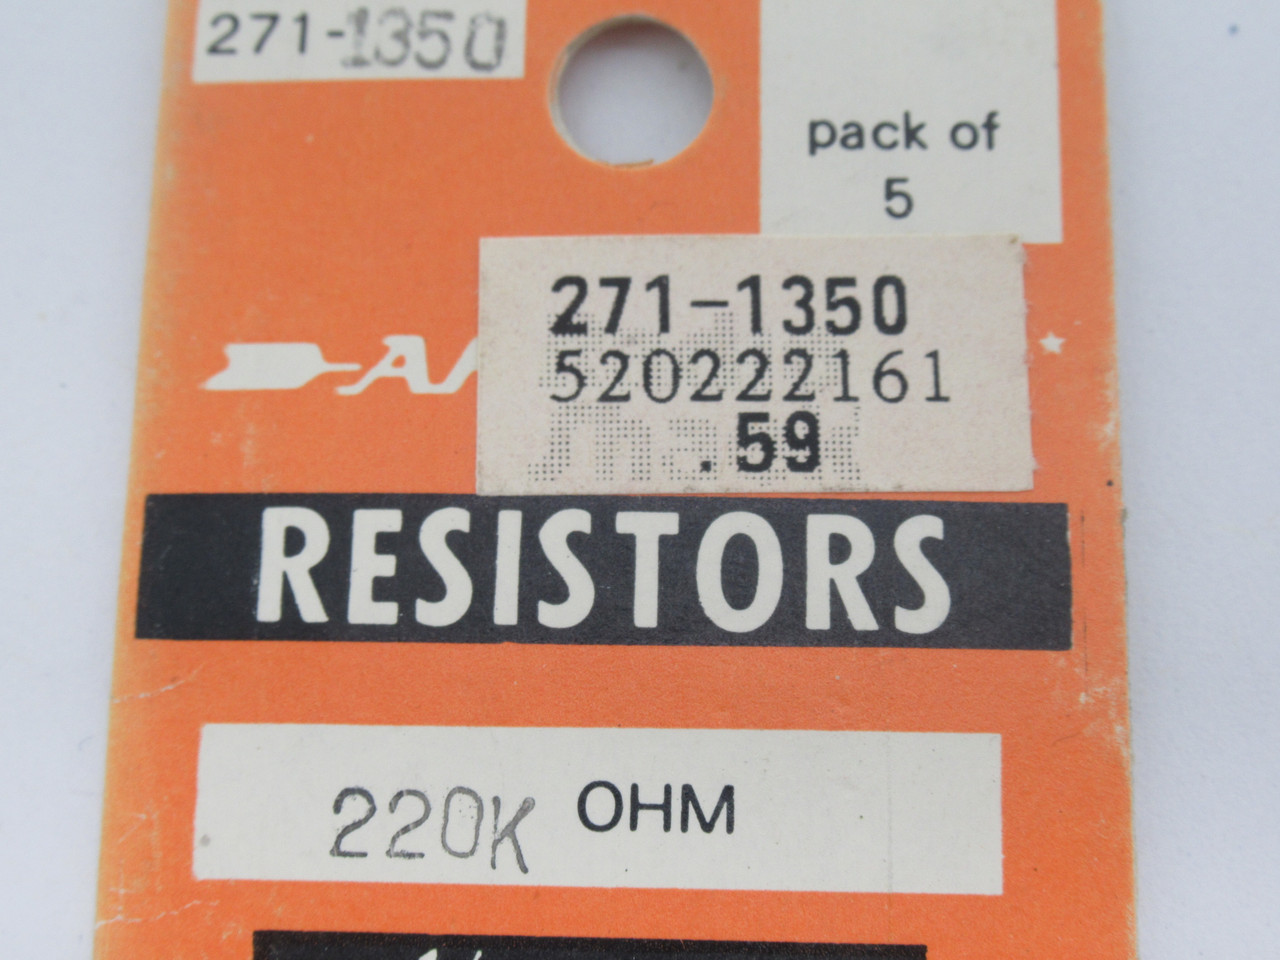 271-1350
pack of
5
271-1350
520222161
.59
RESISTORS
220K OHM